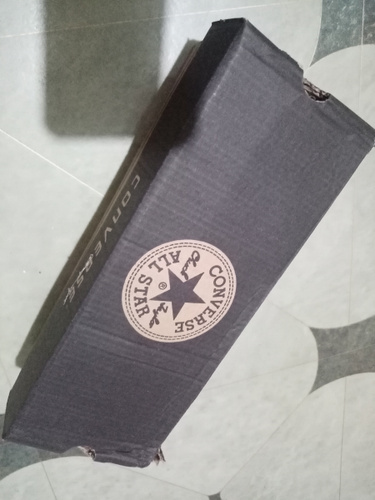 CONVERSE
ALL STAR
®
Chuck Taylor
CONVERSE